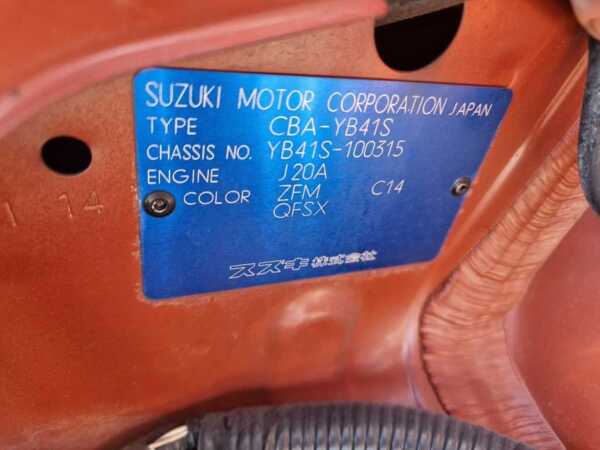 SUZUKI MOTOR CORPORATION JAPAN
TYPE CBA-YB41S
CHASSIS NO. YB41S-100315
ENGINE J20A
COLOR ZFM C14
QFSX
スズキ株式会社
14